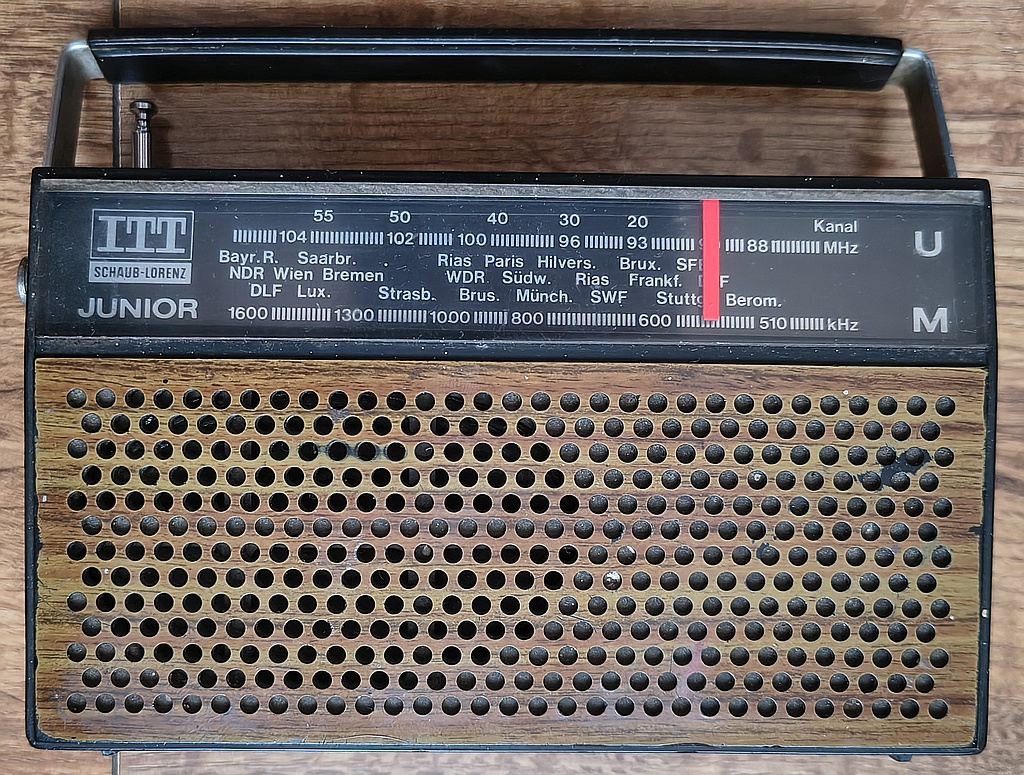 ITT
SCHAUB-LORENZ
JUNIOR
55 50 40 30 20 Kanal
104 102 100 96 93 88 MHz U
Bayr.R. Saarbr. Rias Paris Hilvers. Brux.
NDR Wien Bremen WDR Südw. Rias Frankf.
DLF Lux. Strasb. Brus. Münch. SWF Berom.
1600 1300 1000 800 600 510 kHz M